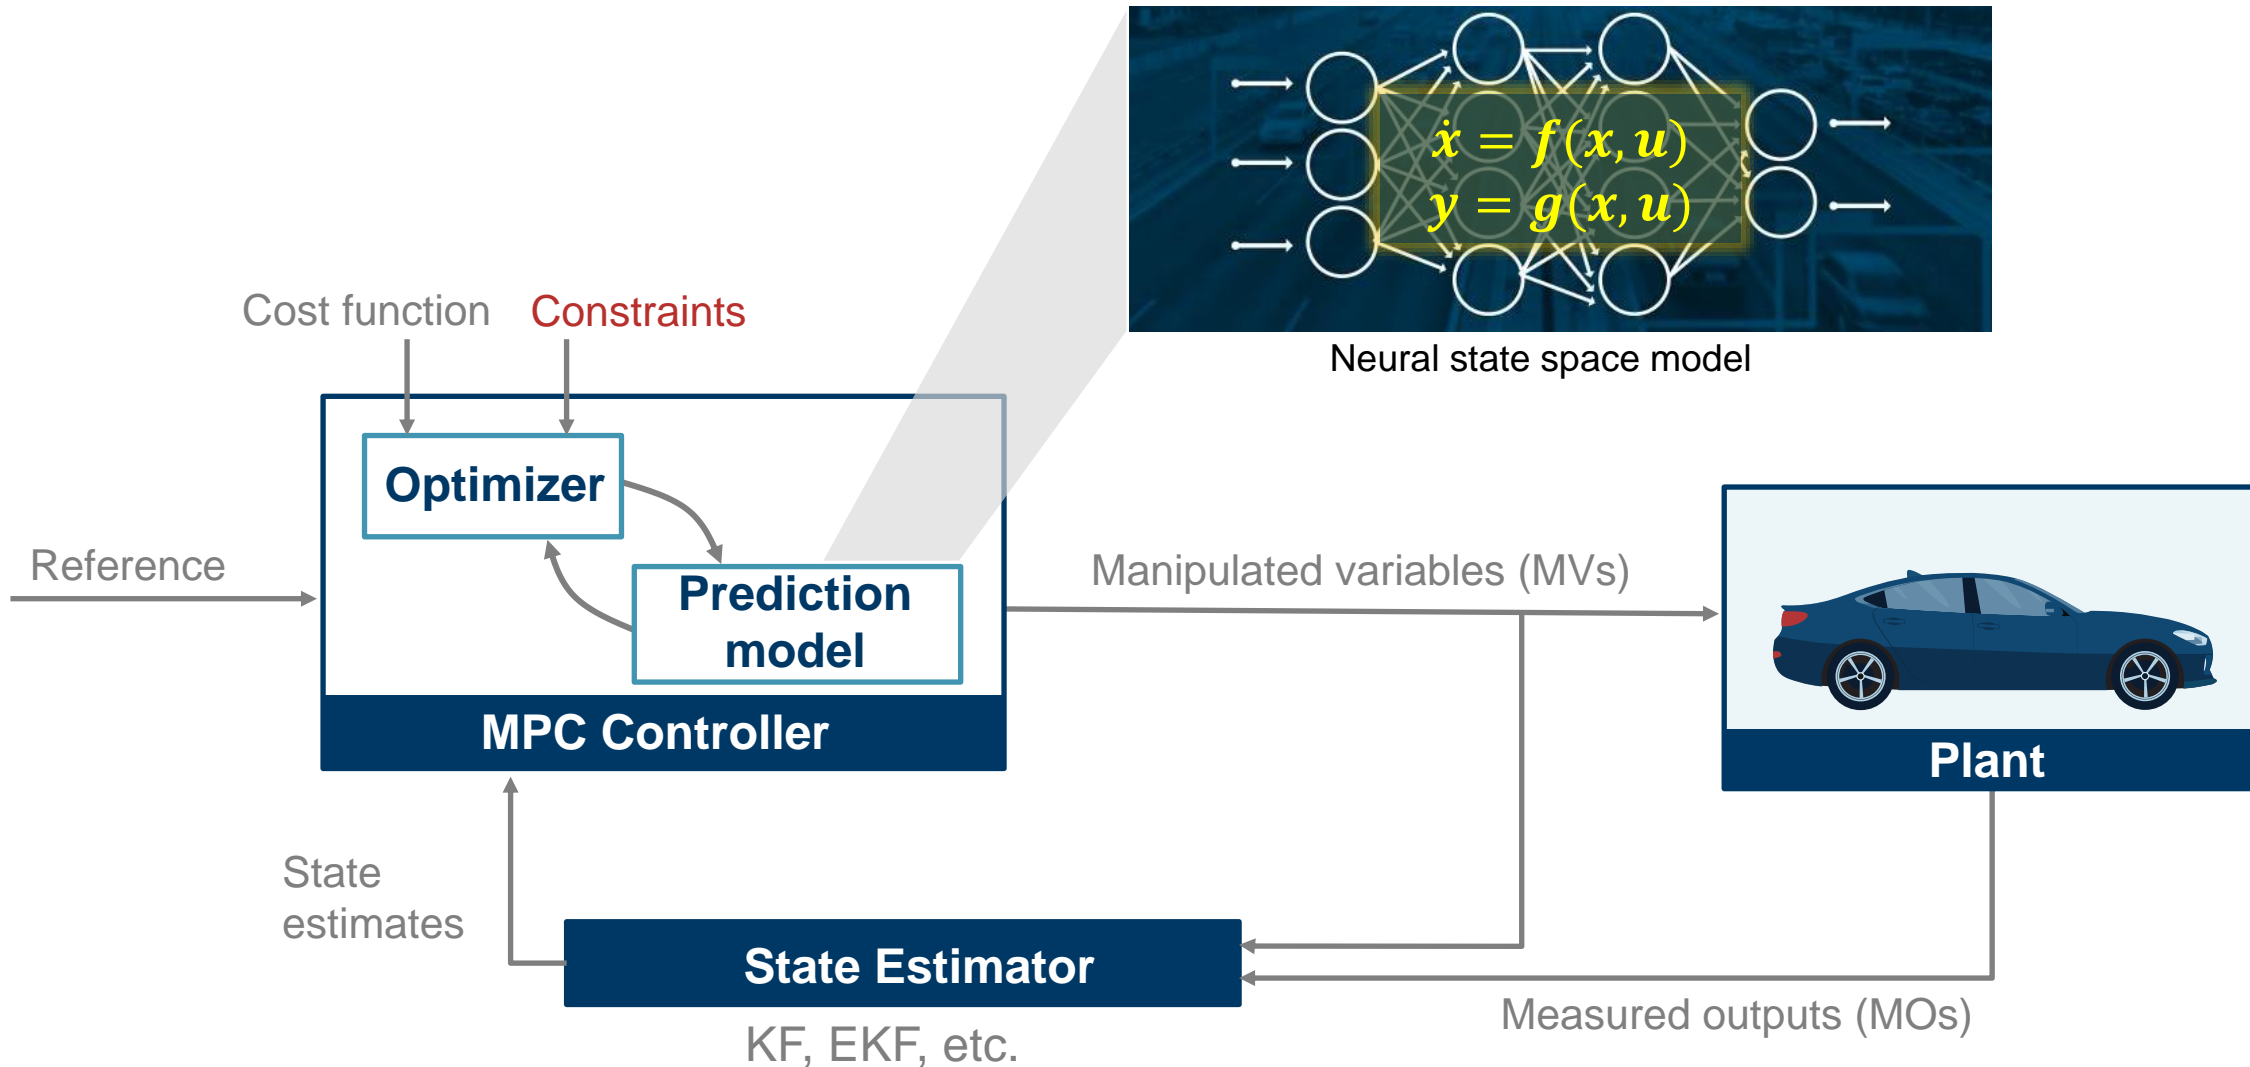 ẋ = f(x, u)
y = g(x, u)
Neural state space model
Cost function
Constraints
Optimizer
Reference
Prediction
model
MPC Controller
Manipulated variables (MVs)
Plant
State
estimates
State Estimator
KF, EKF, etc.
Measured outputs (MOs)